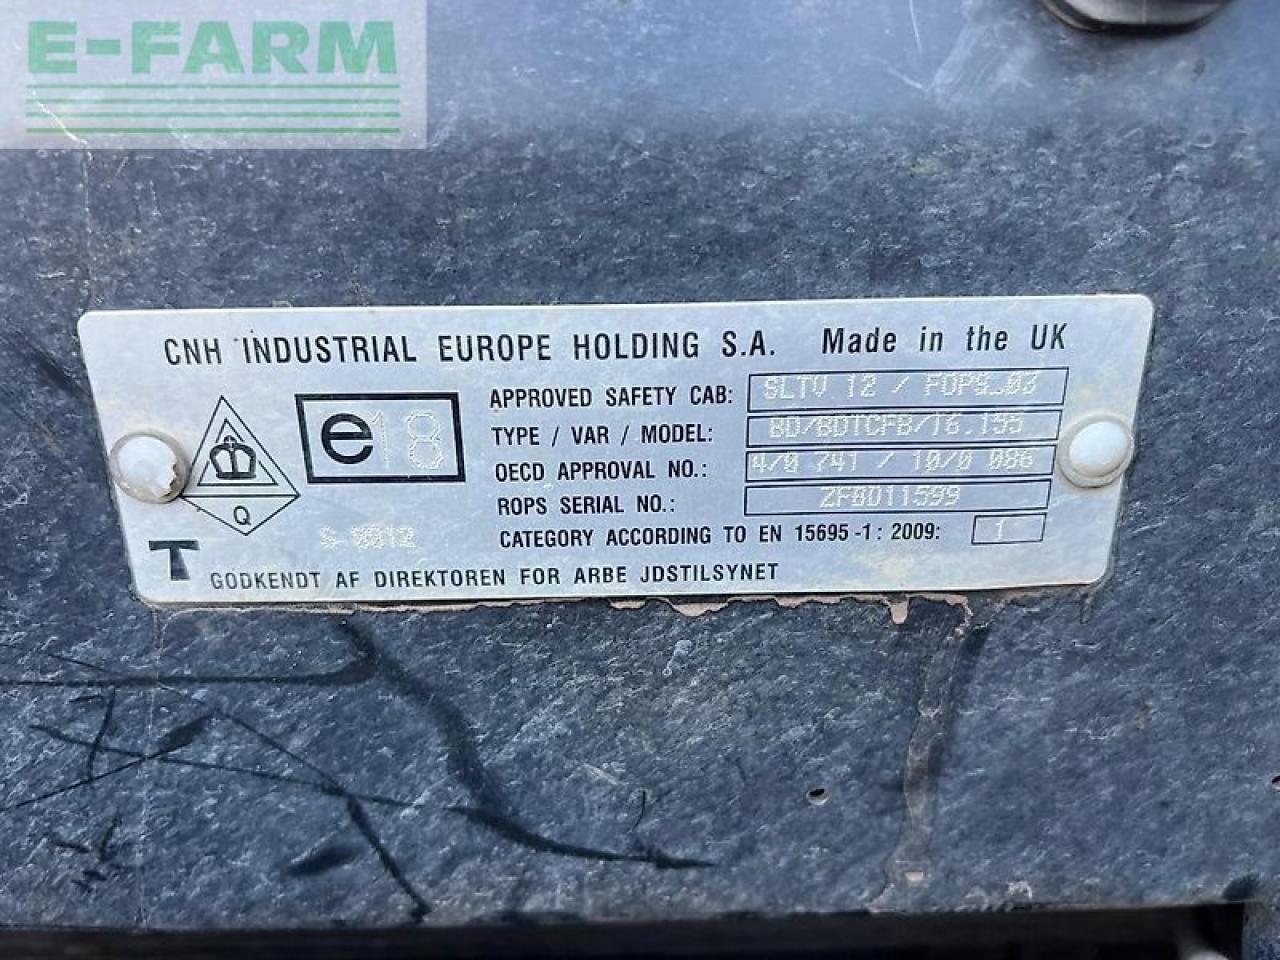 E-FARM
CNH INDUSTRIAL EUROPE HOLDING S.A. Made in the UK
APPROVED SAFETY CAB: SLTV 12 / FOPS_03
e18
TYPE / VAR / MODEL: BD/BDTCFB/T6.155
OECD APPROVAL NO.: 4/0 741 / 10/0 086
ROPS SERIAL NO.: ZFBD11599
Q
S-9012
CATEGORY ACCORDING TO EN 15695-1: 2009: 1
T
GODKENDT AF DIREKTOREN FOR ARBE JDSTILSYNET